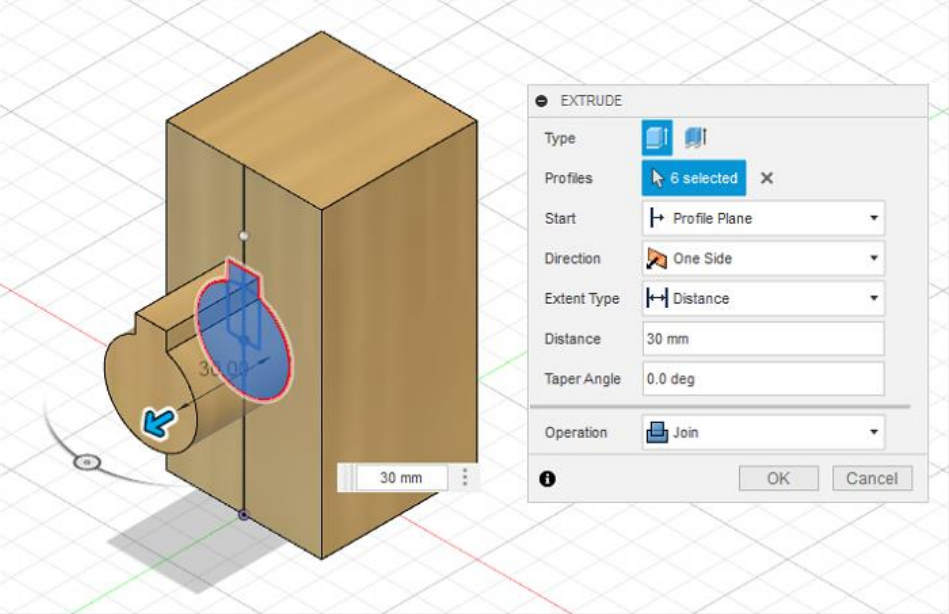 EXTRUDE
Type
Profiles 6 selected
Start Profile Plane
Direction One Side
Extent Type Distance
Distance 30 mm
Taper Angle 0.0 deg
Operation Join
OK Cancel
30.00
30 mm